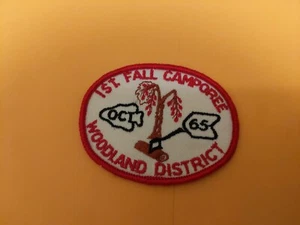 1ST. FALL CAMPOREE
OCT.
65
WOODLAND DISTRICT